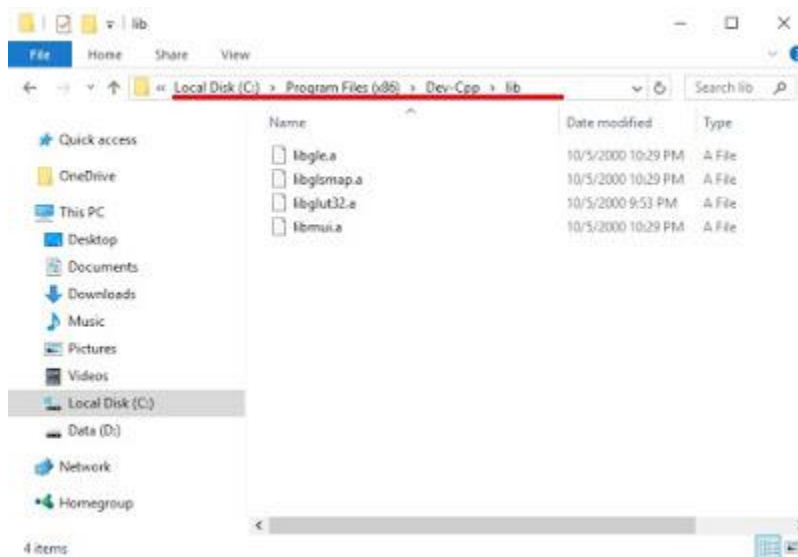 lib
File Home Share View
« Local Disk (C:) › Program Files (x86) › Dev-Cpp › lib Search lib
Name Date modified Type
Quick access
OneDrive
This PC
Desktop
Documents
Downloads
Music
Pictures
Videos
Local Disk (C:)
Data (D:)
Network
Homegroup
libgle.a 10/5/2000 10:29 PM A File
libglsmap.a 10/5/2000 10:29 PM A File
libglut32.a 10/5/2000 9:53 PM A File
libmui.a 10/5/2000 10:29 PM A File
4 items